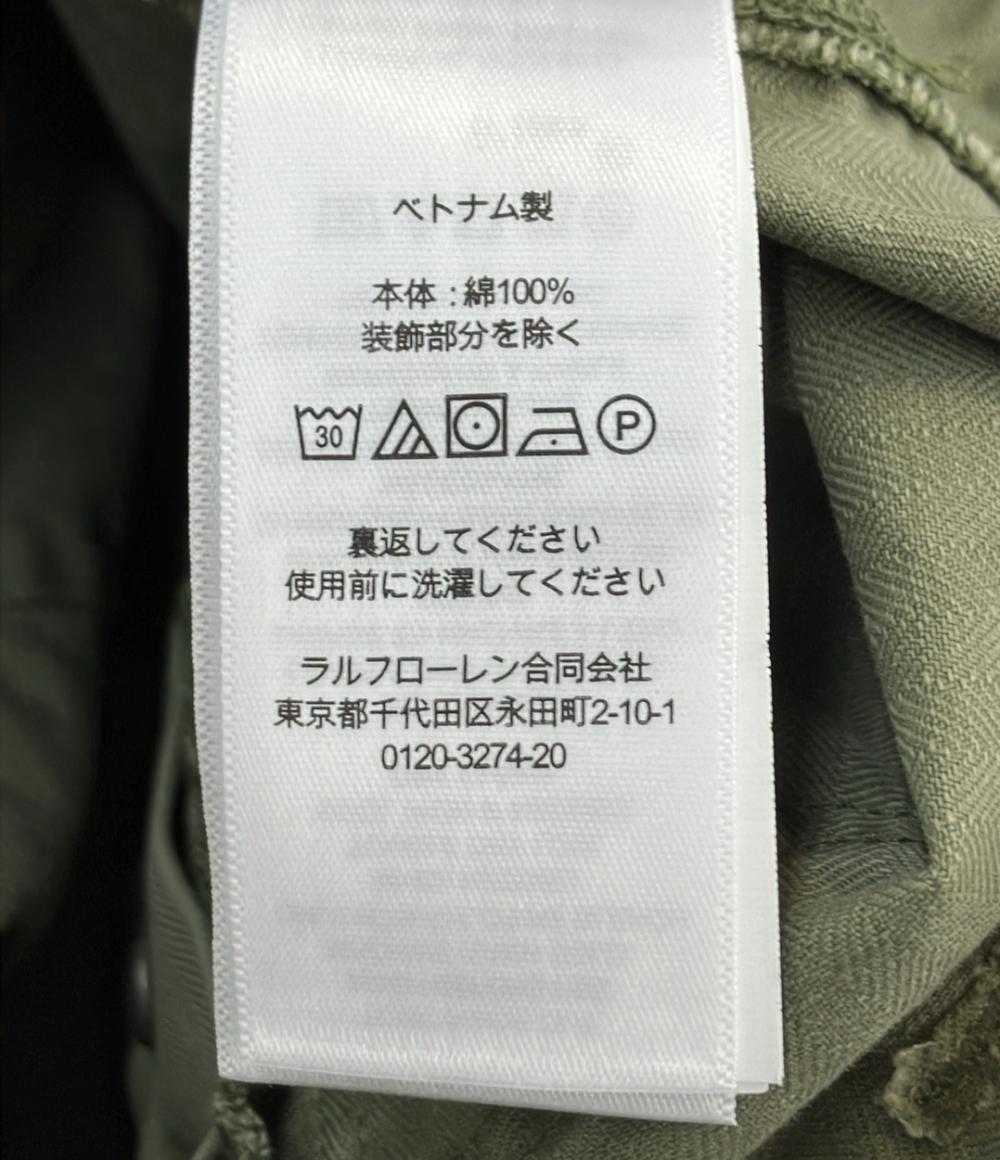 ベトナム製
本体 : 綿100%
装飾部分を除く
30 P
裏返してください
使用前に洗濯してください
ラルフローレン合同会社
東京都千代田区永田町2-10-1
0120-3274-20